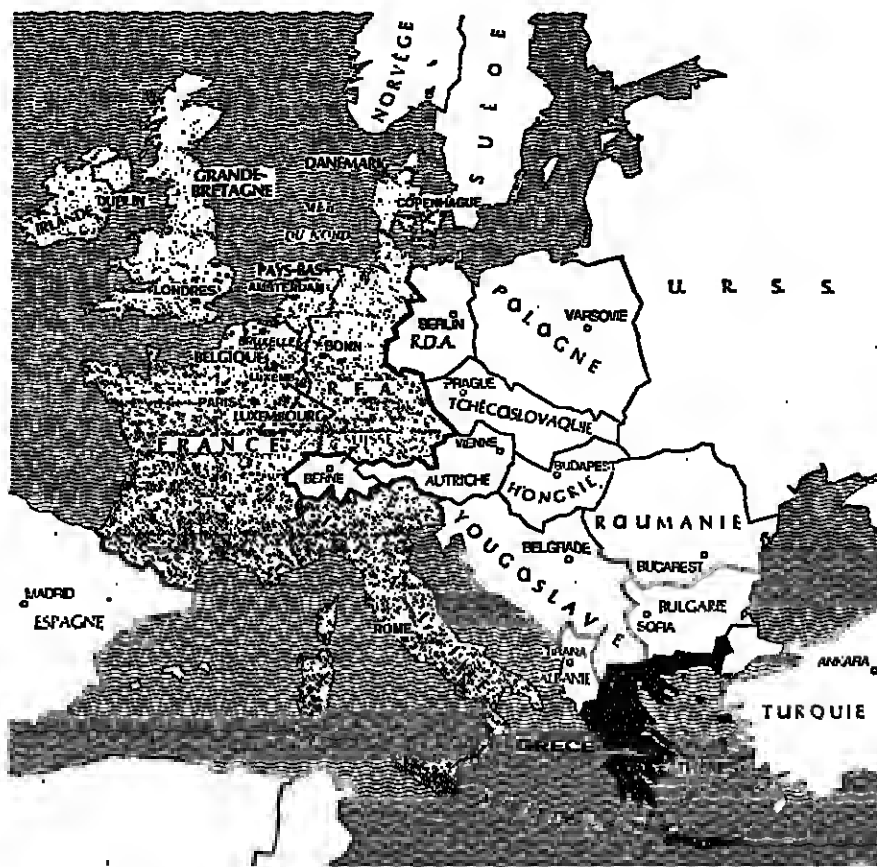 NORVÈGE
SUÈDE
DANEMARK
COPENHAGUE
GRANDE-
BRETAGNE
DUBLIN
IRLANDE
MER
DU NORD
LONDRES
PAYS-BAS
AMSTERDAM
BERLIN
R.D.A.
POLOGNE
VARSOVIE
U. R. S. S.
BRUXELLES
BELGIQUE
BONN
R. F. A.
PARIS
LUXEMBOURG
FRANCE
SUISSE
BERNE
PRAGUE
TCHÉCOSLOVAQUIE
VIENNE
AUTRICHE
BUDAPEST
HONGRIE
ROUMANIE
BUCAREST
YOUGOSLAVIE
BELGRADE
BULGARIE
SOFIA
MADRID
ESPAGNE
ROME
TIRANA
ALBANIE
GRECE
ANKARA
TURQUIE